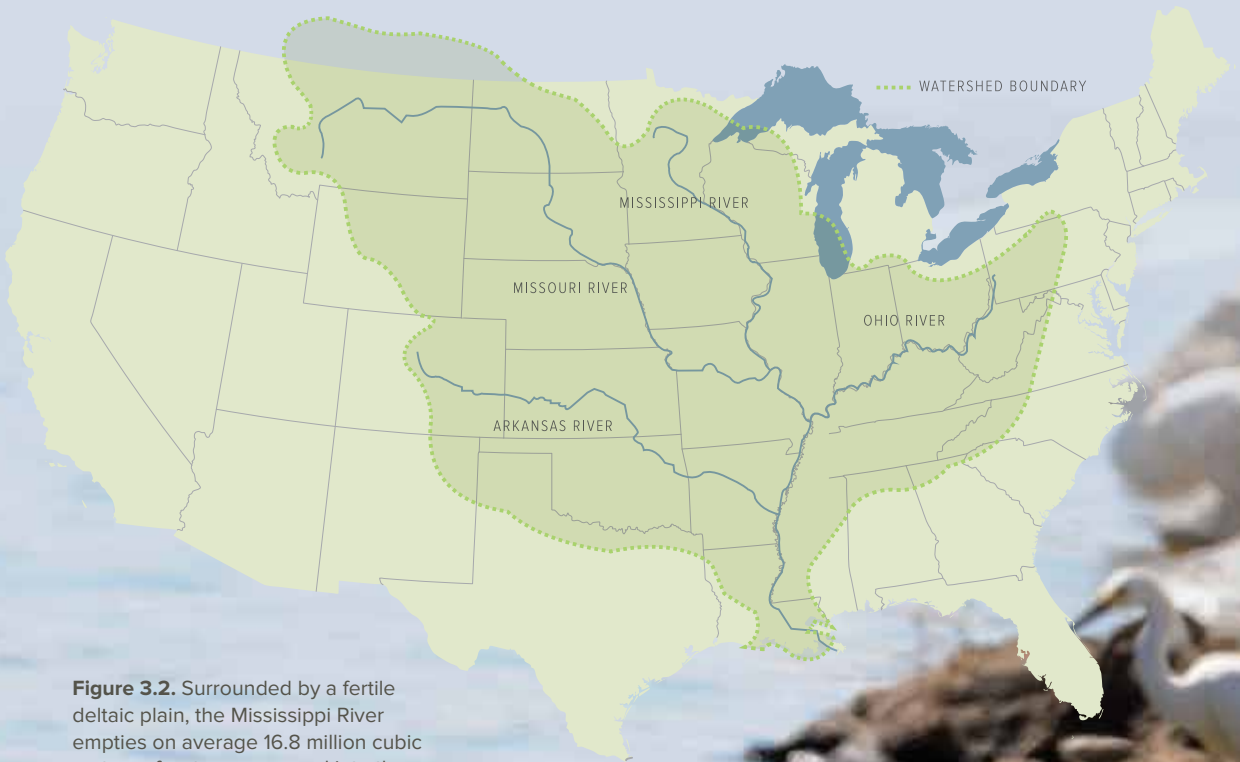 WATERSHED BOUNDARY
MISSISSIPPI RIVER
MISSOURI RIVER
OHIO RIVER
ARKANSAS RIVER
Figure 3.2. Surrounded by a fertile
deltaic plain, the Mississippi River
empties on average 16.8 million cubic